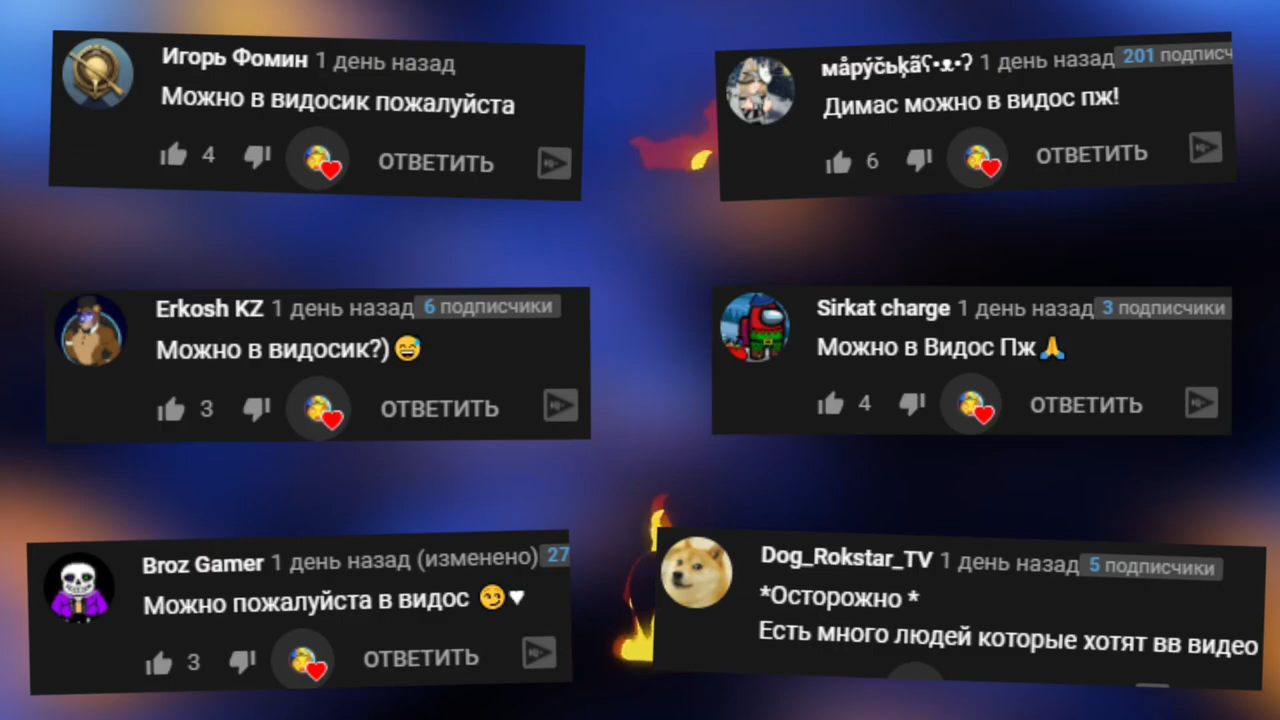 Игорь Фомин 1 день назад
Можно в видосик пожалуйста
4 ОТВЕТИТЬ
мåрýčьķãʕ•ᴥ•ʔ 1 день назад 201 подписч
Димас можно в видос пж!
6 ОТВЕТИТЬ
Erkosh KZ 1 день назад 6 подписчики
Можно в видосик?) 😅
3 ОТВЕТИТЬ
Sirkat charge 1 день назад 3 подписчики
Можно в Видос Пж 🙏
4 ОТВЕТИТЬ
Broz Gamer 1 день назад (изменено) 27
Можно пожалуйста в видос 😏♥
3 ОТВЕТИТЬ
Dog_Rokstar_TV 1 день назад 5 подписчики
*Осторожно *
Есть много людей которые хотят вв видео